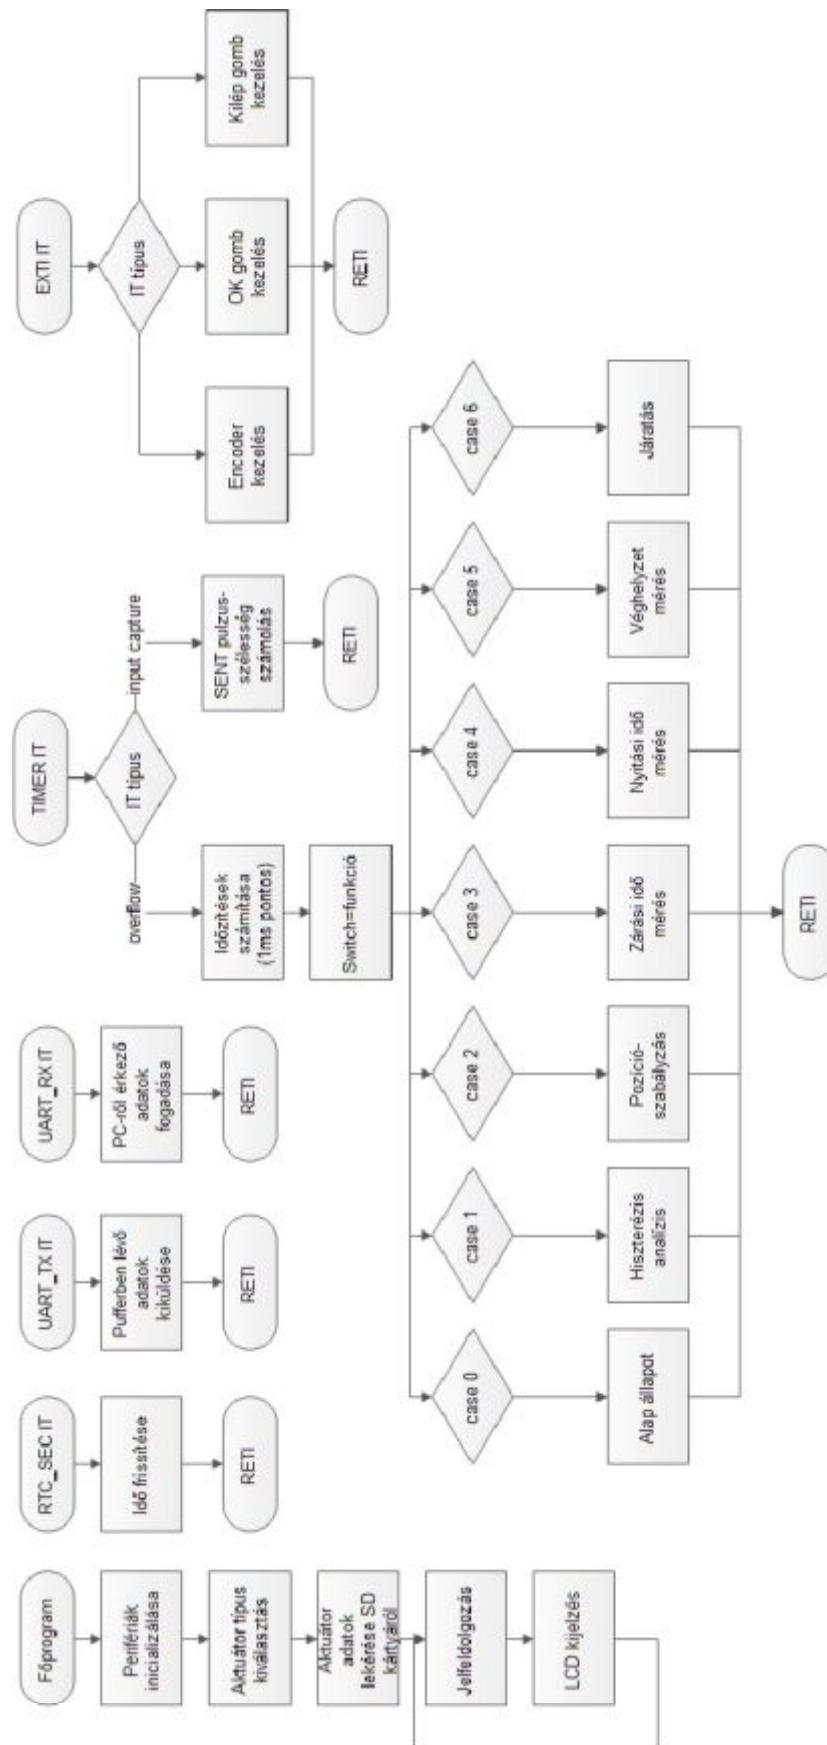 Főprogram
Perifériák
inicializálása
Aktuátor típus
kiválasztás
Aktuátor
adatok
lekérése SD
kártyáról
Jelfeldolgozás
LCD kijelzés
RTC_SEC IT
Idő frissítése
RETI
UART_TX IT
Pufferben lévő
adatok
kiküldése
RETI
UART_RX IT
PC-ről érkező
adatok
fogadása
RETI
TIMER IT
IT típus
overflow
input capture
Időzítések
számítása
(1ms pontos)
Switch=funkció
SENT pulzus-
szélesség
számolás
RETI
case 0
case 1
case 2
case 3
case 4
case 5
case 6
Alap állapot
Hiszterézis
analízis
Pozíció-
szabályzás
Zárási idő
mérés
Nyitási idő
mérés
Véghelyzet
mérés
Járatás
RETI
EXTI IT
IT típus
Encoder
kezelés
OK gomb
kezelés
Kilép gomb
kezelés
RETI